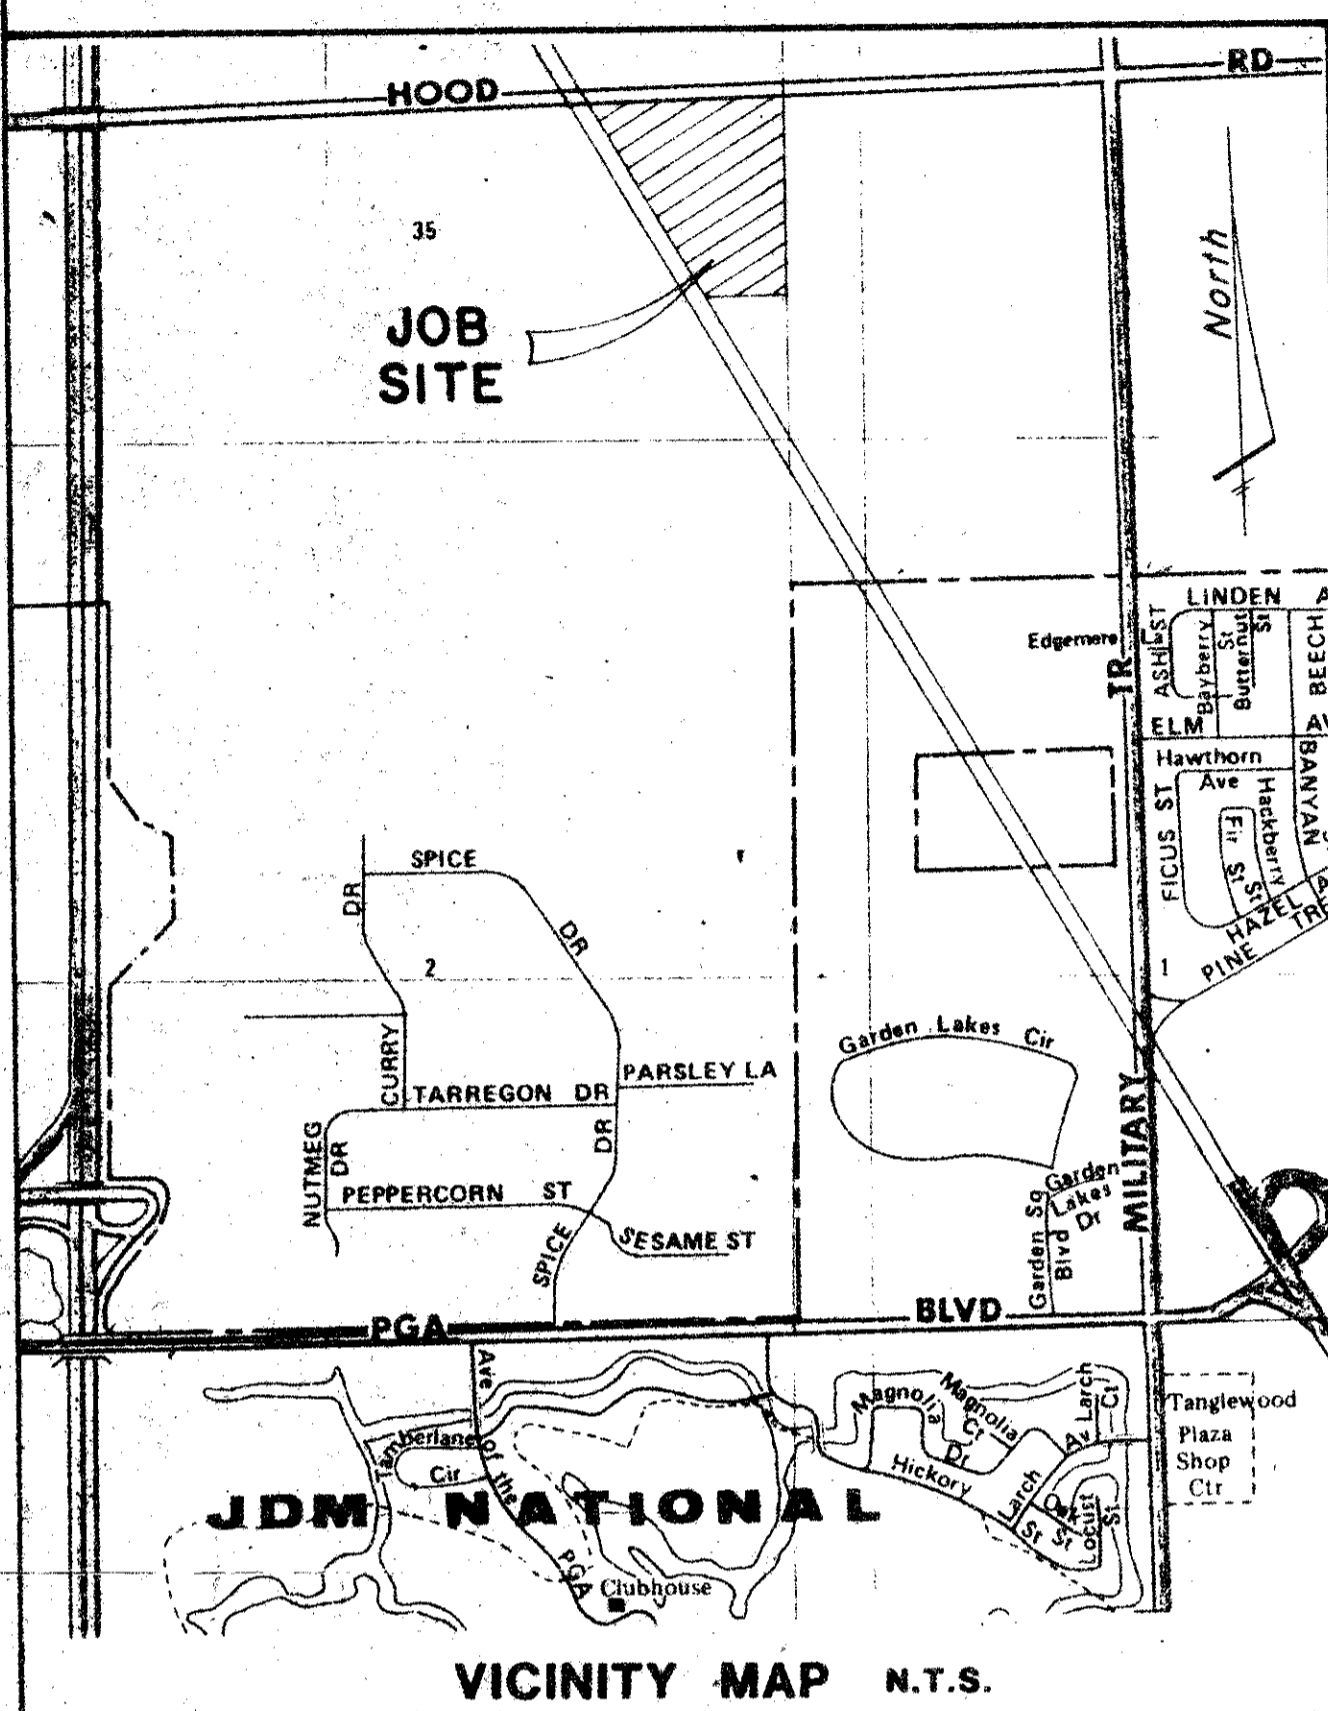 HOOD RD
35
North
JOB
SITE
LINDEN A
Edgemere L
ASH ST
Bayberry St
Butternut St
BEECH
TR
ELM AV
Hawthorn
Ave
BANYAN
FICUS ST
Hackberry St
Fir St
HAZEL
PINE TRE
SPICE
DR
DR
2
1
CURRY
Garden Lakes Cir
PARSLEY LA
TARREGON DR
MILITARY
NUTMEG
DR
DR
PEPPERCORN ST
Garden
Lakes
Dr
Garden Sq
Blvd
SPICE
SESAME ST
PGA BLVD
Ave of the PGA
Tamberlane
Cir
Magnolia
Dr
Magnolia
Ct
Larch
Ct
Larch
Av
St
Hickory
Oak
St
Locust
St
Tanglewood
Plaza
Shop
Ctr
JDM NATIONAL
Clubhouse
VICINITY MAP N.T.S.